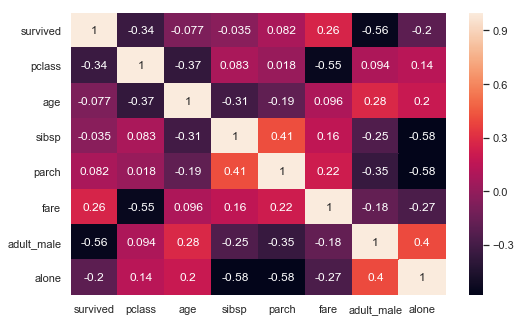 survived 1 -0.34 -0.077 -0.035 0.082 0.26 -0.56 -0.2
pclass -0.34 1 -0.37 0.083 0.018 -0.55 0.094 0.14
age -0.077 -0.37 1 -0.31 -0.19 0.096 0.28 0.2
sibsp -0.035 0.083 -0.31 1 0.41 0.16 -0.25 -0.58
parch 0.082 0.018 -0.19 0.41 1 0.22 -0.35 -0.58
fare 0.26 -0.55 0.096 0.16 0.22 1 -0.18 -0.27
adult_male -0.56 0.094 0.28 -0.25 -0.35 -0.18 1 0.4
alone -0.2 0.14 0.2 -0.58 -0.58 -0.27 0.4 1
survived pclass age sibsp parch fare adult_male alone
0.9
0.6
0.3
0.0
-0.3